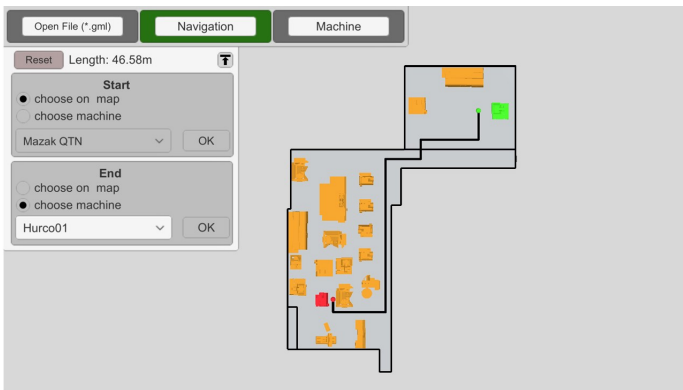 Open File (*.gml) Navigation Machine
Reset Length: 46.58m
Start
choose on map
choose machine
Mazak QTN OK
End
choose on map
choose machine
Hurco01 OK